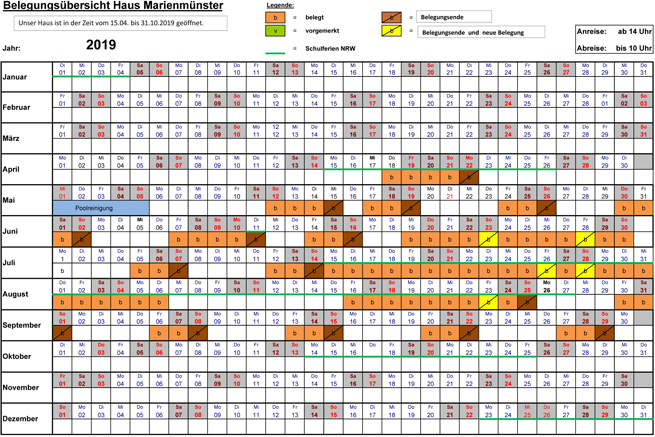 Belegungsübersicht Haus Marienmünster
Unser Haus ist in der Zeit vom 15.04. bis 31.10.2019 geöffnet.
Legende:
b = belegt b = Belegungsende
v = vorgemerkt b = Belegungsende und neue Belegung
= Schulferien NRW
Anreise: ab 14 Uhr
Abreise: bis 10 Uhr
Jahr: 2019
Di Mi Do Fr Sa So Mo Di Mi Do Fr Sa So Mo Di Mi Do Fr Sa So Mo Di Mi Do Fr Sa So Mo Di Mi Do
Januar 01 02 03 04 05 06 07 08 09 10 11 12 13 14 15 16 17 18 19 20 21 22 23 24 25 26 27 28 29 30 31
Fr Sa So Mo Di Mi Do Fr Sa So Mo Di Mi Do Fr Sa So Mo Di Mi Do Fr Sa So Mo Di Mi Do Fr Sa So
Februar 01 02 03 04 05 06 07 08 09 10 11 12 13 14 15 16 17 18 19 20 21 22 23 24 25 26 27 28 01 02 03
Fr Sa So Mo Di Mi Do Fr Sa So Mo 12 Mi Do Fr Sa So Mo Di Mi Do Fr Sa So Mo Di Mi Do Fr Sa So
März 01 02 03 04 05 06 07 08 09 10 11 12 13 14 15 16 17 18 19 20 21 22 23 24 25 26 27 28 29 30 31
Mo Di Mi Do Fr Sa So Mo Di Mi Do Fr Sa So Mo Di Mi Do Fr Sa So Mo Di Mi Do Fr Sa So Mo Di
April 01 02 03 04 05 06 07 08 09 10 11 12 13 14 15 16 17 18 19 20 21 22 23 24 25 26 27 28 29 30
b b b b b
Mi Do Fr Sa So Mo Di Mi Do Fr Sa So Mo Di Mi Do Fr Sa So Mo Di Mi Do Fr Sa So Mo Di Mi Do Fr
Mai 01 02 03 04 05 06 07 08 09 10 11 12 13 14 15 16 17 18 19 20 21 22 23 24 25 26 27 28 29 30 31
Poolreinigung b b b b b b b b b b b b b
Sa So Mo Di Mi Do Fr Sa So Mo Di Mi Do Fr Sa So Mo Di Mi Do Fr Sa So Mo Di Mi Do Fr Sa So
Juni 01 02 03 04 05 06 07 08 09 10 11 12 13 14 15 16 17 18 19 20 21 22 23 24 25 26 27 28 29 30
b b b b b b b b b b b b b b b b b b b b b b
Mo Di Mi Do Fr Sa So Mo Di Mi Do Fr Sa So Mo Di Mi Do Fr Sa So Mo Di Mi Do Fr Sa So Mo Di Mi
Juli 1 02 03 04 05 06 07 08 09 10 11 12 13 14 15 16 17 18 19 20 21 22 23 24 25 26 27 28 29 30 31
b b b b b b b b b b b b b b b b b b b b b b b b
Do Fr Sa So Mo Di Mi Do Fr Sa So Mo Di Mi Do Fr Sa So Mo Di Mi Do Fr Sa So Mo Di Mi Do Fr Sa
August 01 02 03 04 05 06 07 08 09 10 11 12 13 14 15 16 17 18 19 20 21 22 23 24 25 26 27 28 29 30 31
b b b b b b b b b b b b b b b b b b
So Mo Di Mi Do Fr Sa So Mo Di Mi Do Fr Sa So Mo Di Mi Do Fr Sa So Mo Di Mi Do Fr Sa So Mo
September 01 02 03 04 05 06 07 08 09 10 11 12 13 14 15 16 17 18 19 20 21 22 23 24 25 26 27 28 29 30
b b b b b b b b b b b b b
Di Mi Do Fr Sa So Mo Di Mi Do Fr Sa So Mo Di Mi Do Fr Sa So Mo Di Mi Do Fr Sa So Mo Di Mi Do
Oktober 01 02 03 04 05 06 07 08 09 10 11 12 13 14 15 16 17 18 19 20 21 22 23 24 25 26 27 28 29 30 31
Fr Sa So Mo Di Mi Do Fr Sa So Mo Di Mi Do Fr Sa So Mo Di Mi Do Fr Sa So Mo Di Mi Do Fr Sa
November 01 02 03 04 05 06 07 08 09 10 11 12 13 14 15 16 17 18 19 20 21 22 23 24 25 26 27 28 29 30
So Mo Di Mi Do Fr Sa So Mo Di Mi Do Fr Sa So Mo Di Mi Do Fr Sa So Mo Di Mi Do Fr Sa So Mo Di
Dezember 01 02 03 04 05 06 07 08 09 10 11 12 13 14 15 16 17 18 19 20 21 22 23 24 25 26 27 28 29 30 31